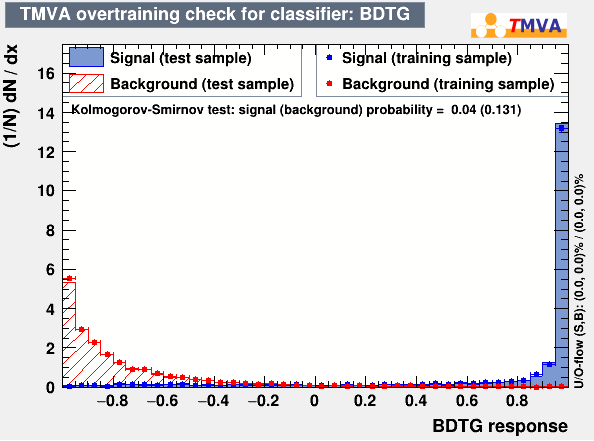 TMVA overtraining check for classifier: BDTG
TMVA
Signal (test sample)
Signal (training sample)
Background (test sample)
Background (training sample)
Kolmogorov-Smirnov test: signal (background) probability = 0.04 (0.131)
(1/N) dN / dx
16
14
12
10
8
6
4
2
0
−0.8 −0.6 −0.4 −0.2 0 0.2 0.4 0.6 0.8
BDTG response
U/O-flow (S,B): (0.0, 0.0)% / (0.0, 0.0)%